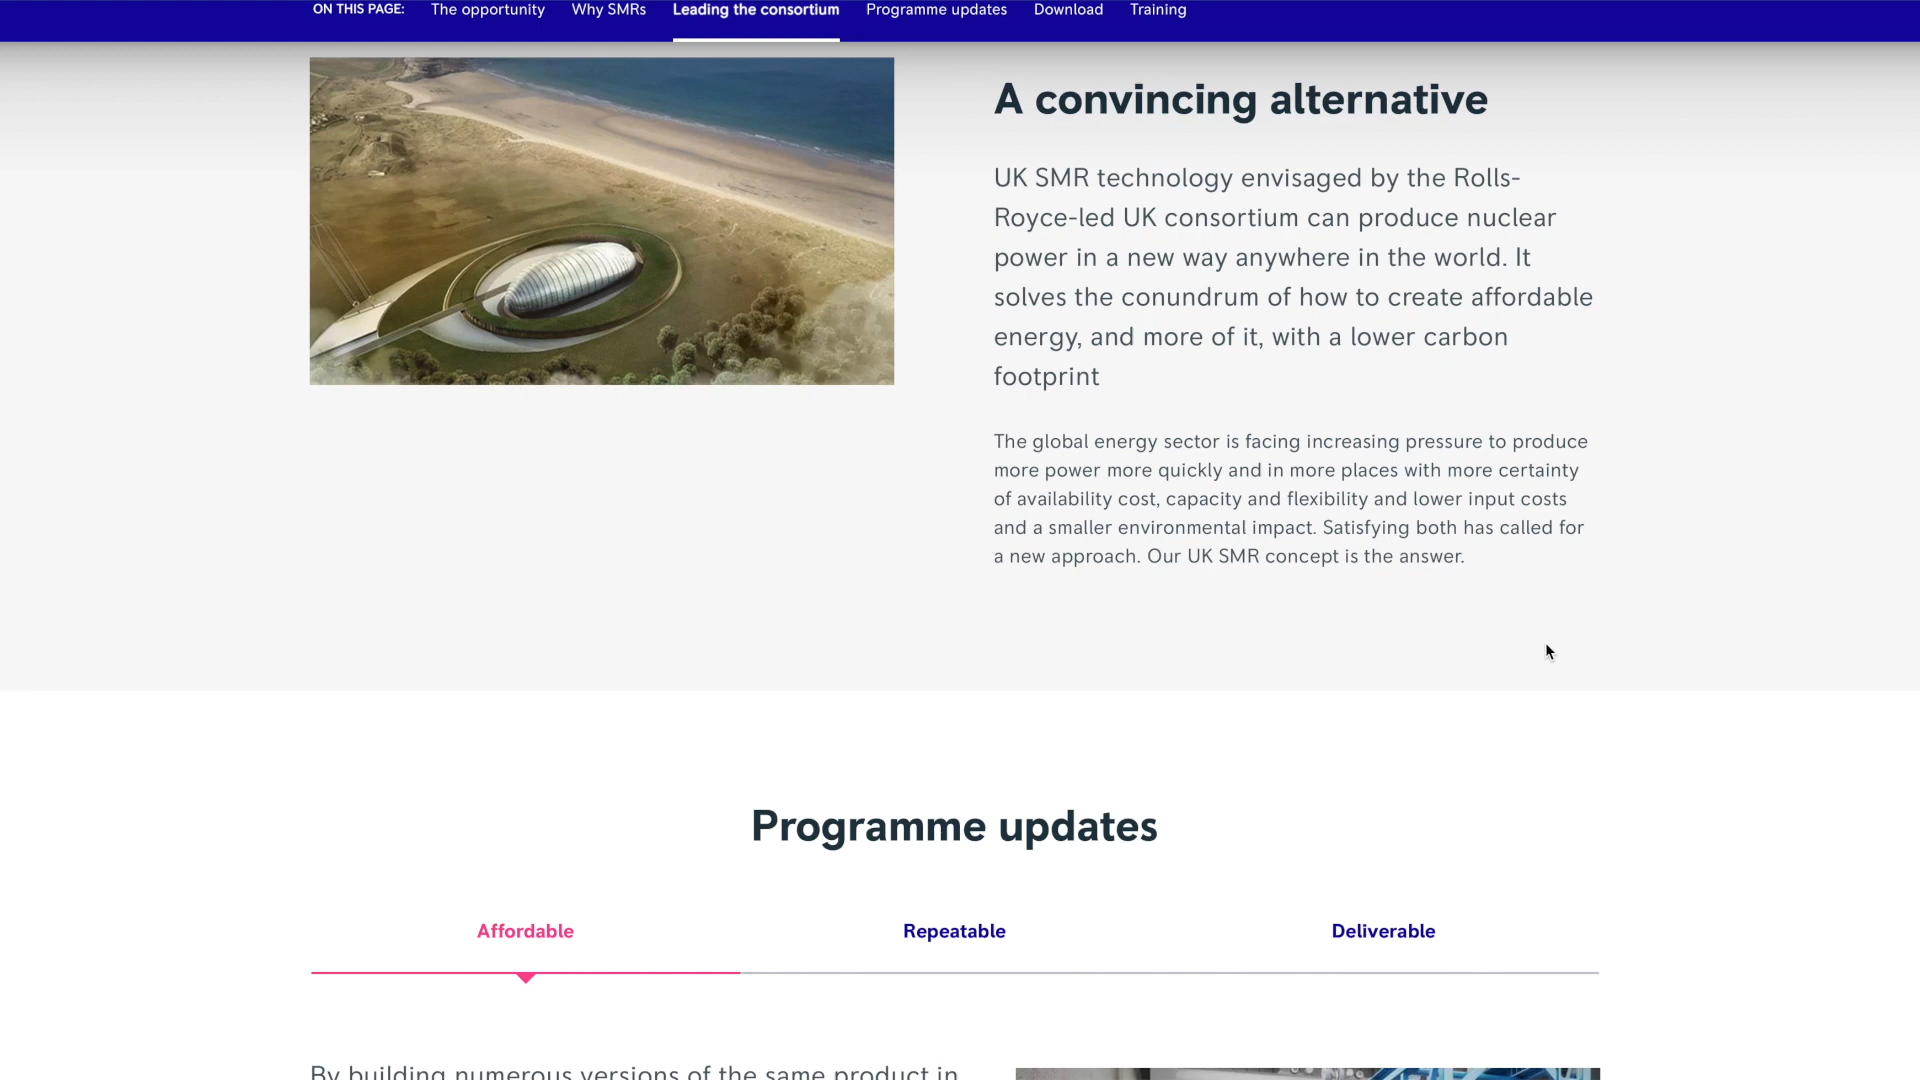 ON THIS PAGE: The opportunity Why SMRs Leading the consortium Programme updates Download Training
A convincing alternative
UK SMR technology envisaged by the Rolls-
Royce-led UK consortium can produce nuclear
power in a new way anywhere in the world. It
solves the conundrum of how to create affordable
energy, and more of it, with a lower carbon
footprint
The global energy sector is facing increasing pressure to produce
more power more quickly and in more places with more certainty
of availability cost, capacity and flexibility and lower input costs
and a smaller environmental impact. Satisfying both has called for
a new approach. Our UK SMR concept is the answer.
Programme updates
Affordable Repeatable Deliverable
By building numerous versions of the same product in